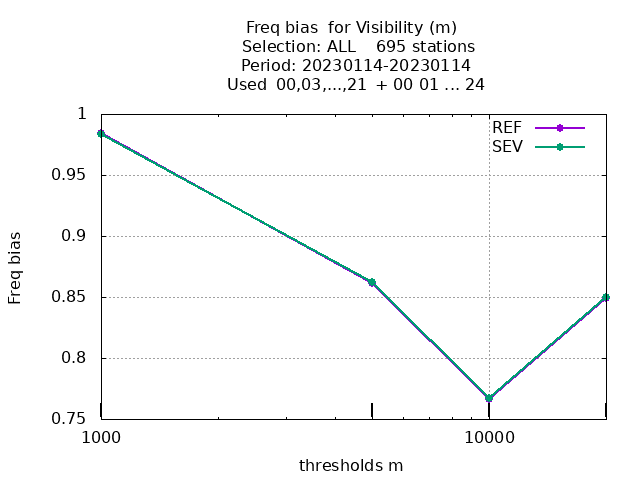 Freq bias  for Visibility (m)
Selection: ALL    695 stations
Period: 20230114-20230114
Used  00,03,...,21  + 00 01 ... 24
1
REF
SEV
0.95
0.9
0.85
0.8
0.75
Freq bias
1000
10000
thresholds m